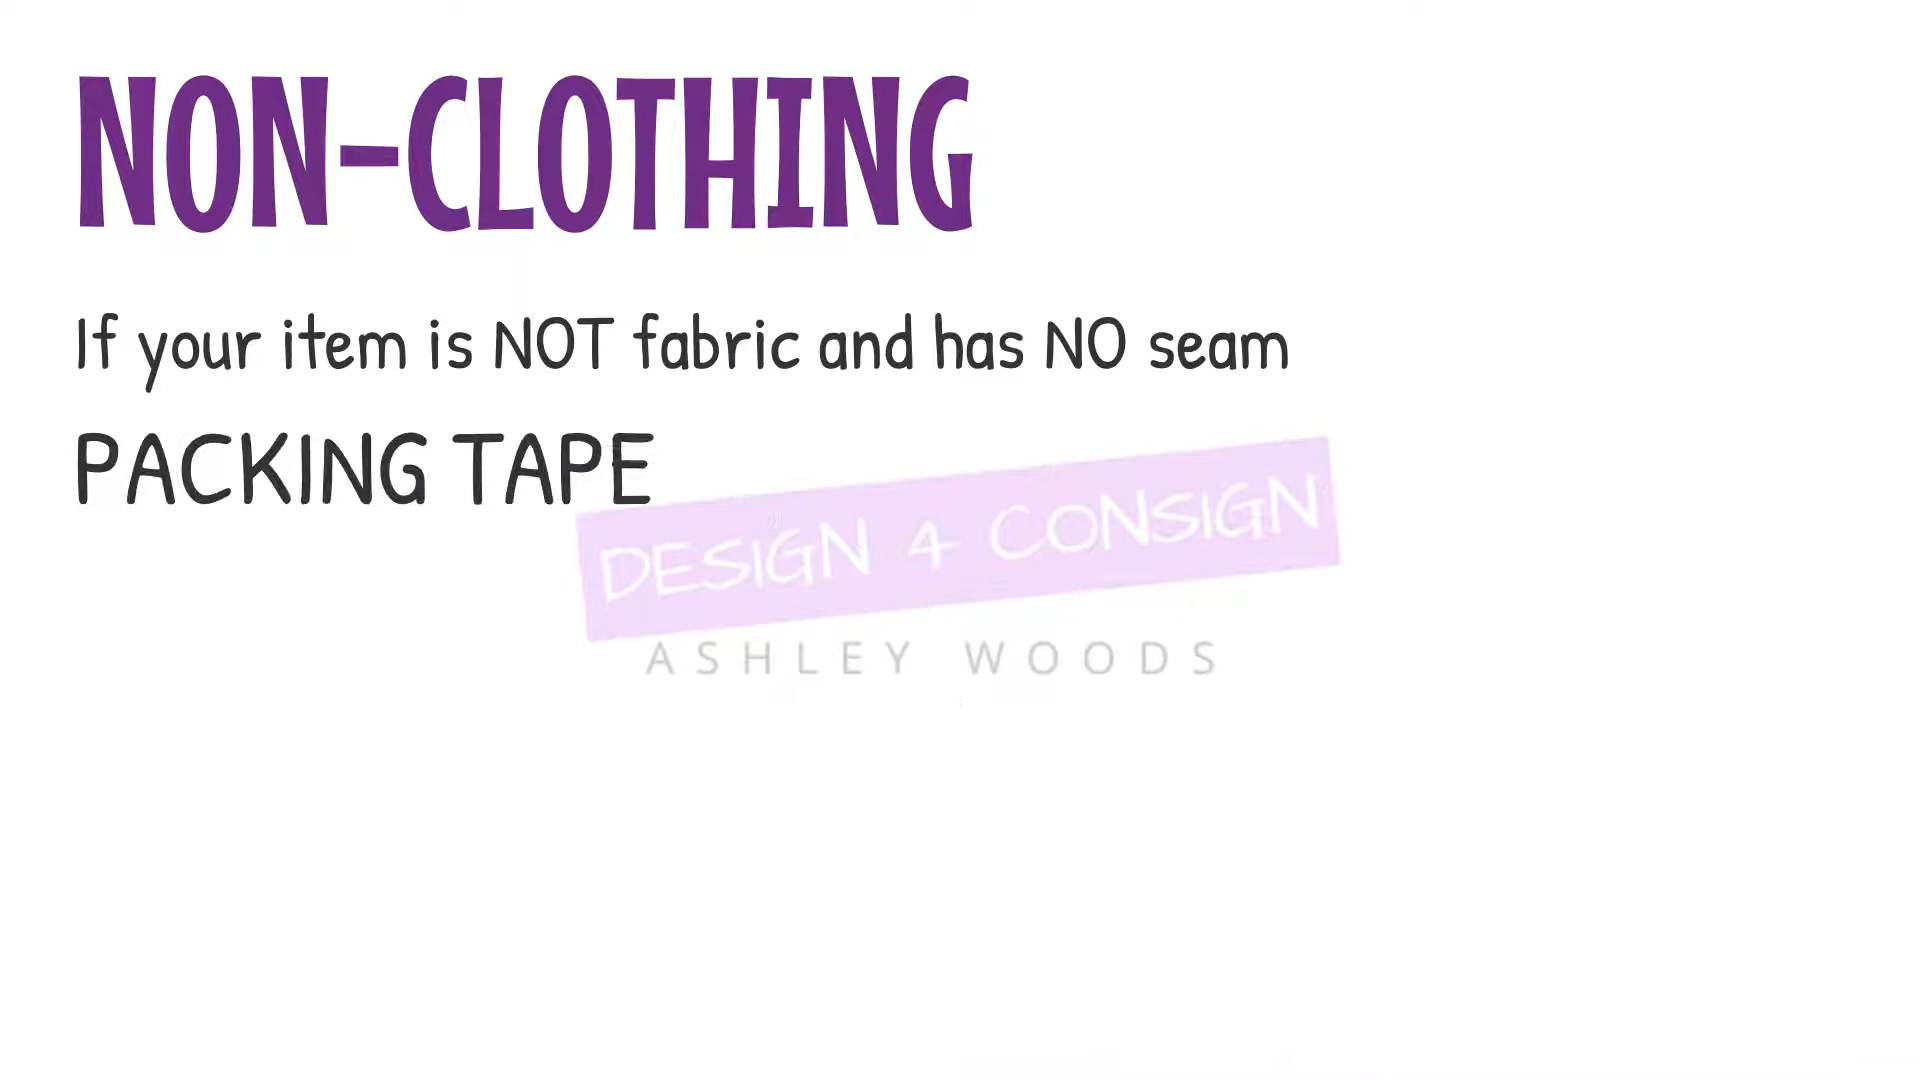 NON-CLOTHING
If your item is NOT fabric and has NO seam
PACKING TAPE
DESIGN 4 CONSIGN
ASHLEY WOODS